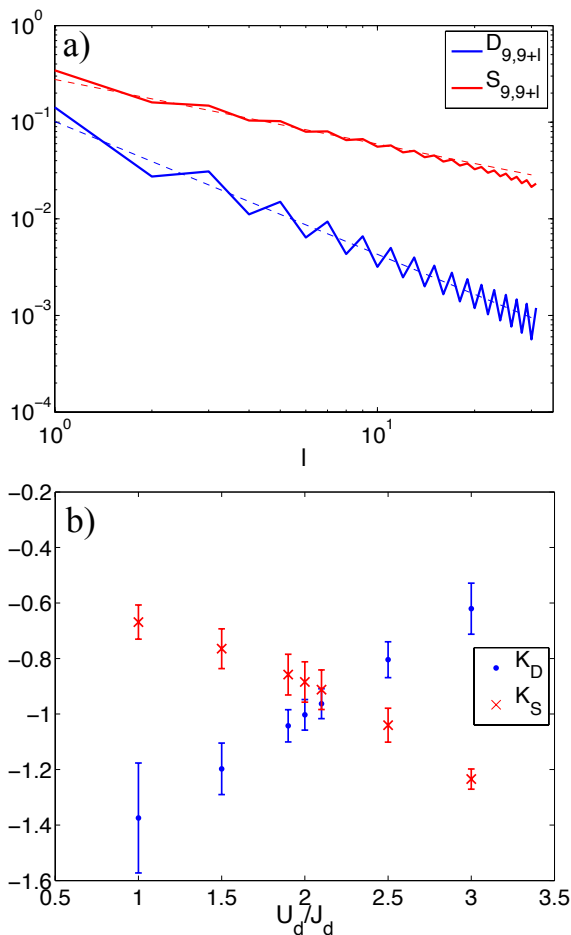 a)
D_{9,9+l}
S_{9,9+l}
10^0
10^{-1}
10^{-2}
10^{-3}
10^{-4}
10^0
10^1
l
b)
K_D
K_S
−0.2
−0.4
−0.6
−0.8
−1
−1.2
−1.4
−1.6
0.5 1 1.5 2 2.5 3 3.5
U_d/J_d